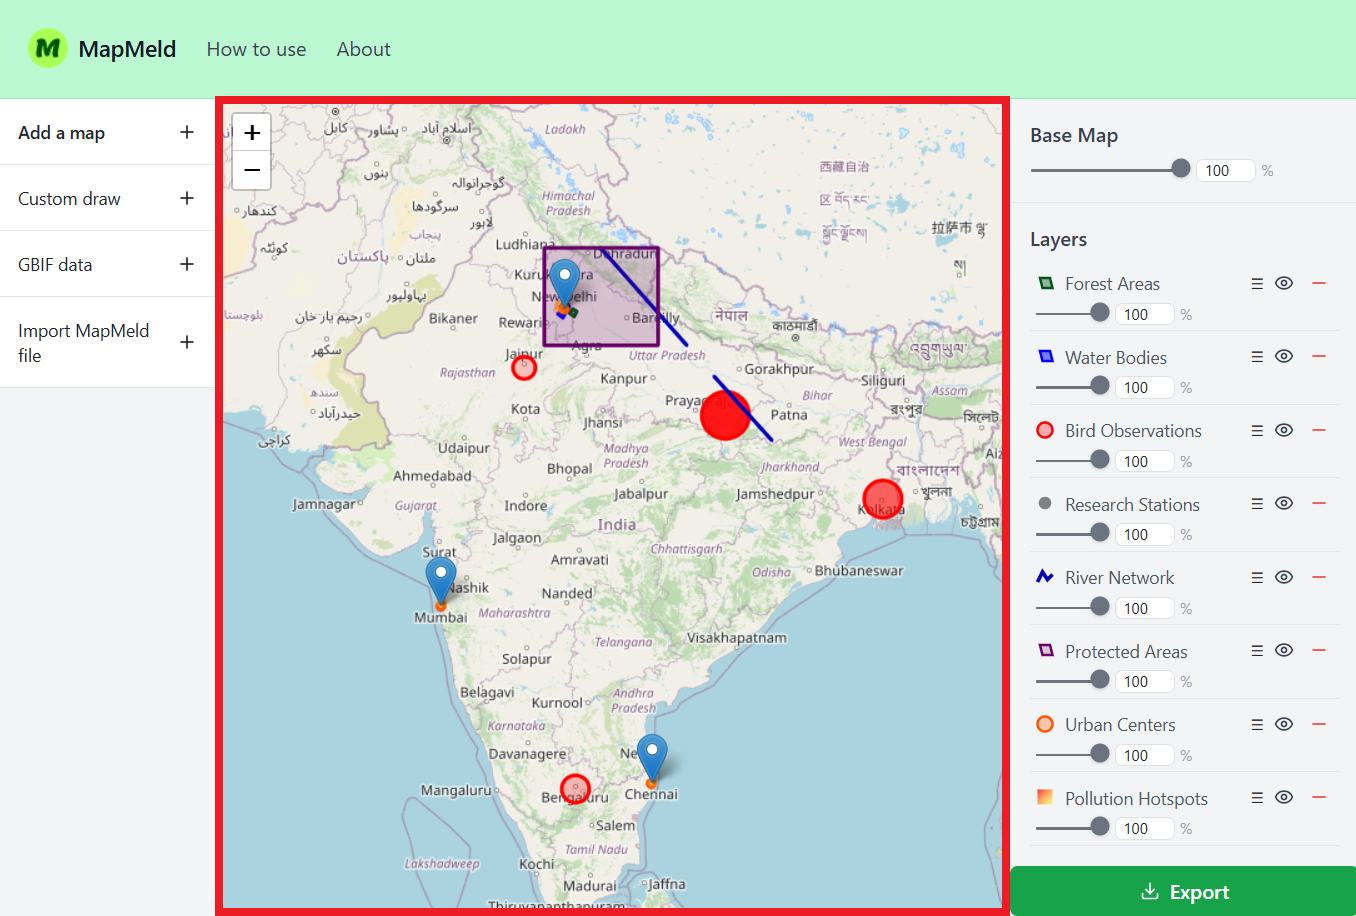 M MapMeld How to use About
Add a map
Custom draw
GBIF data
Import MapMeld
file
+
−
کابل
پشاور
اسلام آباد
Ladakh
بنوں
گوجرانوالہ
西藏自治
区 བོད་རང་
སྐྱོང་ལྗོངས།
Himachal
Pradesh
کندھار
سرگودھا
لاہور
拉萨市
پنجاب
Ludhiana
کوئٹہ
ملتان
پاکستان
Dehradun
بہاولپور
New Delhi
رحیم یار خان
بلوچستان
Bikaner
Rewari
Bareilly
नेपाल
काठमाडौं
Agra
سکھر
Jaipur
Uttar Pradesh
འབྲུག་ཡུལ།
Rajasthan
Kanpur
Gorakhpur
Siliguri
Assam
سندھ
حیدرآباد
Kota
Jhansi
Prayagraj
Bihar
Patna
রংপুর
সিলেট
کراچی
Udaipur
Madhya
Pradesh
West Bengal
Ahmedabad
Bhopal
Jharkhand
বাংলাদেশ
Aiz
Jamnagar
Gujarat
Indore
Jabalpur
Jamshedpur
খুলনা
Kolkata
India
চট্টগ্রাম
Jalgaon
Surat
Amravati
Chhattisgarh
Nashik
Odisha
Bhubaneswar
Nanded
Mumbai
Maharashtra
Telangana
Visakhapatnam
Solapur
Belagavi
Andhra
Pradesh
Kurnool
Karnataka
Davanagere
Ne
Mangaluru
Bengaluru
Chennai
Salem
Tamil Nadu
Lakshadweep
Kochi
Madurai
Jaffna
Thiruvananthapuram
Base Map
100 %
Layers
Forest Areas
100 %
Water Bodies
100 %
Bird Observations
100 %
Research Stations
100 %
River Network
100 %
Protected Areas
100 %
Urban Centers
100 %
Pollution Hotspots
100 %
Export